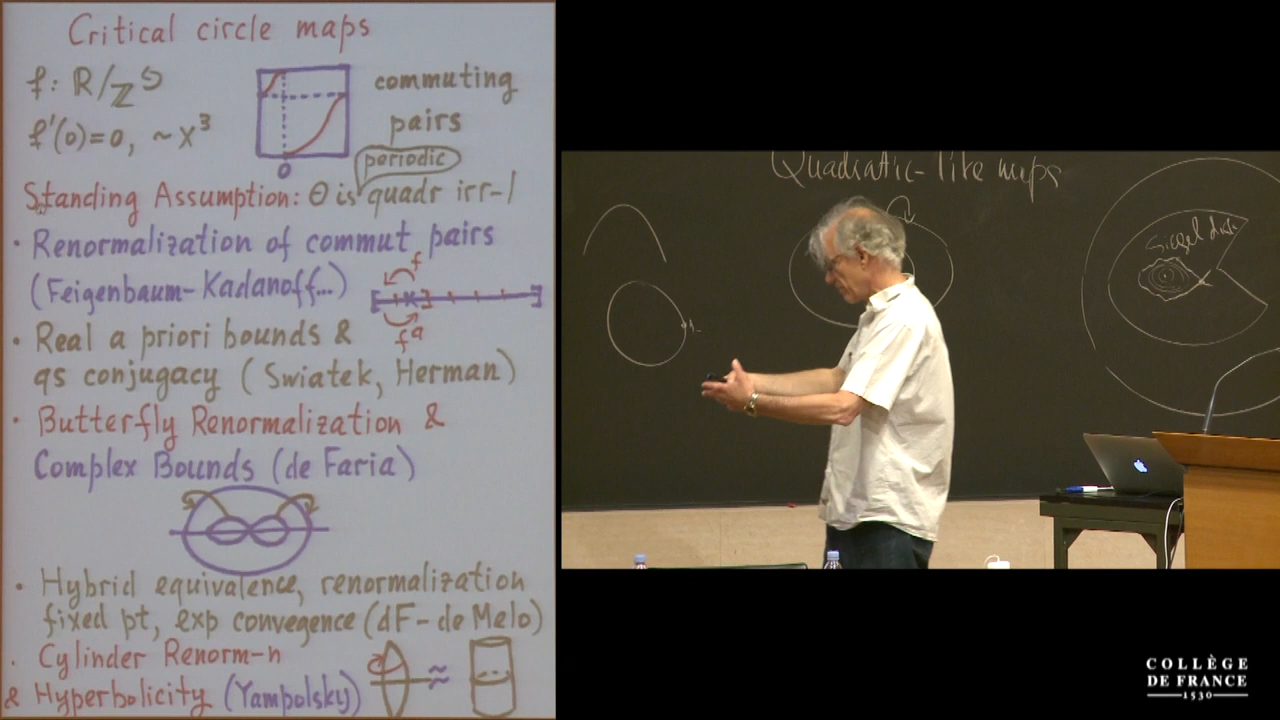 Critical circle maps
f: R/Z
f'(0)=0, ~x³
0
commuting
pairs
periodic
Standing Assumption: θ is quadr irr-l
• Renormalization of commut pairs
(Feigenbaum-Kadanoff...)
f
fᵃ
• Real a priori bounds &
qs conjugacy (Swiatek, Herman)
• Butterfly Renormalization &
Complex Bounds (de Faria)
• Hybrid equivalence, renormalization
fixed pt, exp convegence (dF-de Melo)
• Cylinder Renorm-n
& Hyperbolicity (Yampolsky)
≈
Quadratic-like maps
Siegel disk
COLLÈGE
DE FRANCE
1530